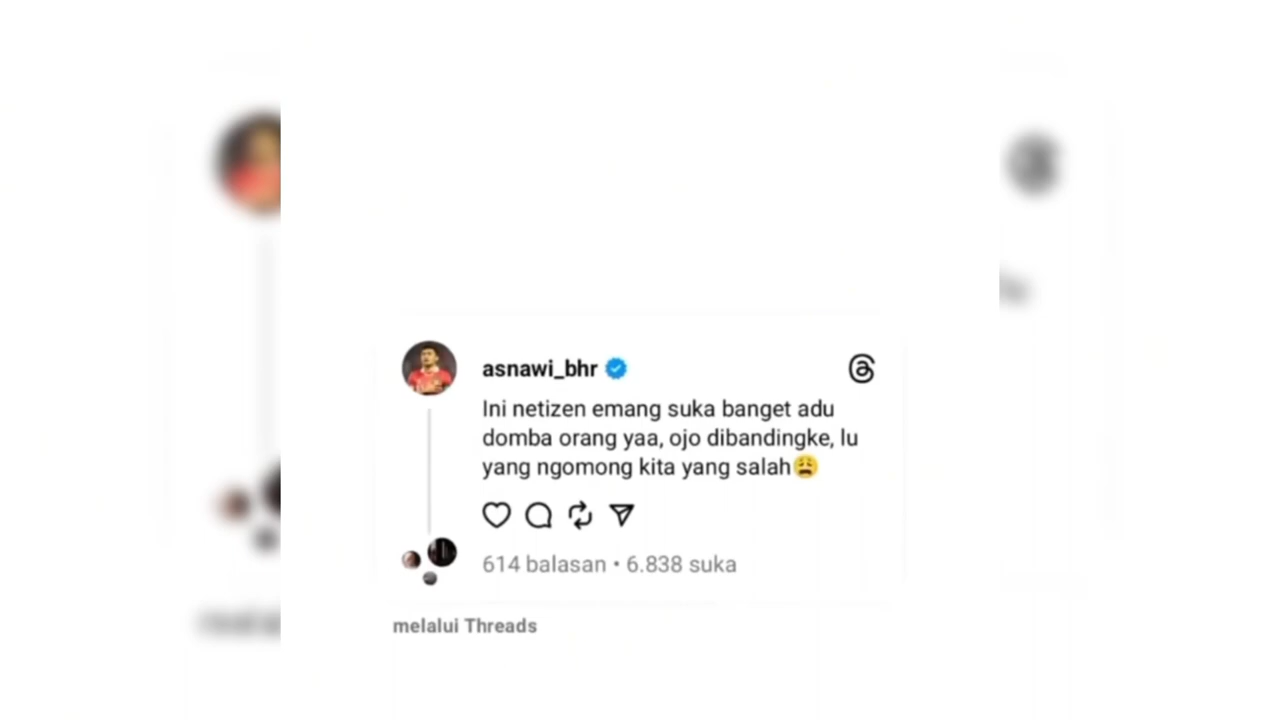 asnawi_bhr
Ini netizen emang suka banget adu
domba orang yaa, ojo dibandingke, lu
yang ngomong kita yang salah😩
614 balasan • 6.838 suka
melalui Threads